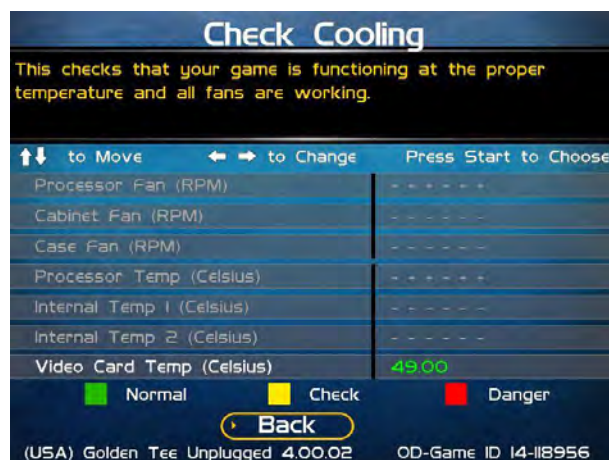 Check Cooling
This checks that your game is functioning at the proper
temperature and all fans are working.
to Move to Change Press Start to Choose
Processor Fan (RPM) - - - - - -
Cabinet Fan (RPM) - - - - - -
Case Fan (RPM) - - - - - -
Processor Temp (Celsius) - - - - - -
Internal Temp 1 (Celsius) - - - - - -
Internal Temp 2 (Celsius) - - - - - -
Video Card Temp (Celsius) 49.00
Normal Check Danger
Back
(USA) Golden Tee Unplugged 4.00.02 OD-Game ID 14-118956